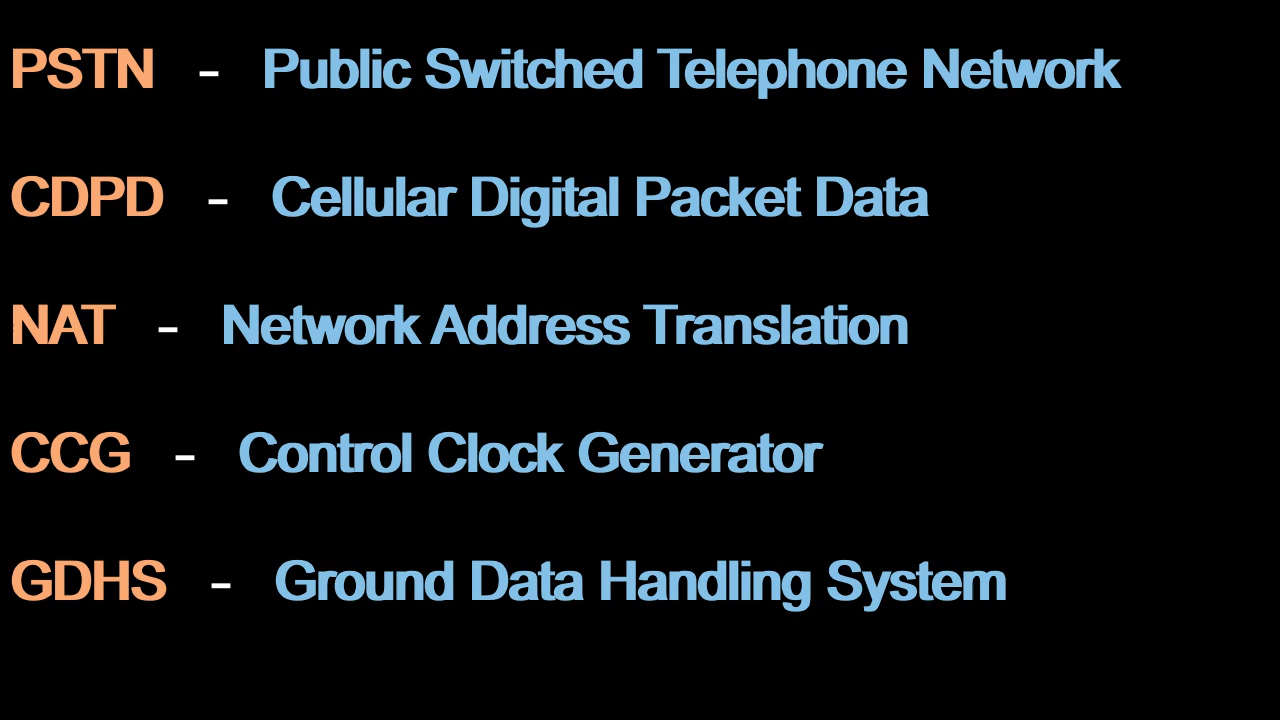 PSTN - Public Switched Telephone Network
CDPD - Cellular Digital Packet Data
NAT - Network Address Translation
CCG - Control Clock Generator
GDHS - Ground Data Handling System